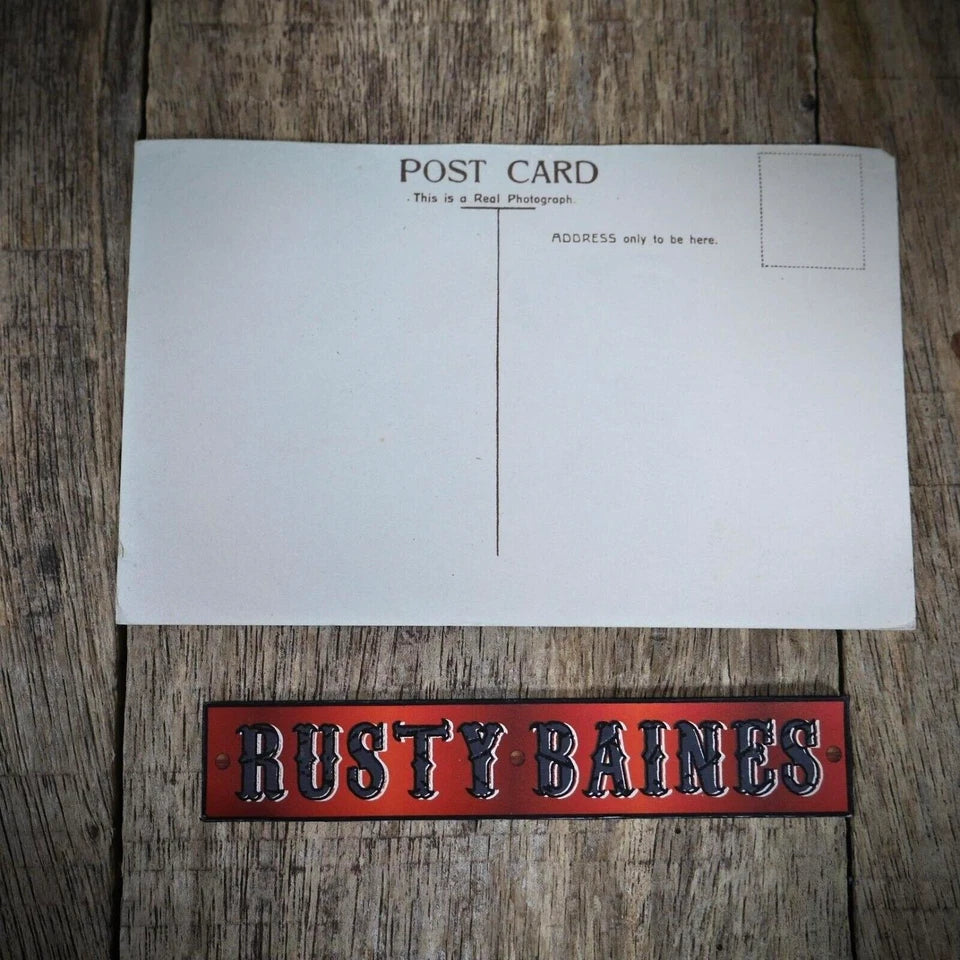 POST CARD
This is a Real Photograph.
ADDRESS only to be here.
RUSTY BAINES